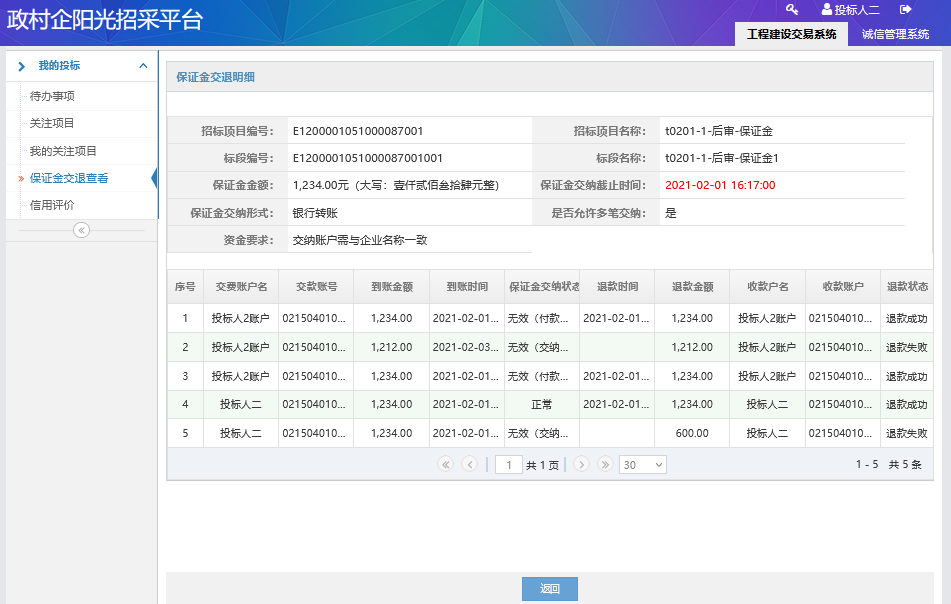 政村企阳光招采平台
投标人二
工程建设交易系统 诚信管理系统
我的投标
待办事项
关注项目
我的关注项目
保证金交退查看
信用评价
保证金交退明细
招标项目编号： E1200001051000087001 招标项目名称： t0201-1-后审-保证金
标段编号： E1200001051000087001001 标段名称： t0201-1-后审-保证金1
保证金金额： 1,234.00元（大写：壹仟贰佰叁拾肆元整） 保证金交纳截止时间： 2021-02-01 16:17:00
保证金交纳形式： 银行转账 是否允许多笔交纳： 是
资金要求： 交纳账户需与企业名称一致
序号 交费账户名 交款账号 到账金额 到账时间 保证金交纳状态 退款时间 退款金额 收款户名 收款账户 退款状态
1 投标人2账户 021504010... 1,234.00 2021-02-01... 无效（付款... 2021-02-01... 1,234.00 投标人2账户 021504010... 退款成功
2 投标人2账户 021504010... 1,212.00 2021-02-03... 无效（交纳... 1,212.00 投标人2账户 021504010... 退款失败
3 投标人2账户 021504010... 1,234.00 2021-02-01... 无效（付款... 2021-02-01... 1,234.00 投标人2账户 021504010... 退款成功
4 投标人二 021504010... 1,234.00 2021-02-01... 正常 2021-02-01... 1,234.00 投标人二 021504010... 退款成功
5 投标人二 021504010... 1,234.00 2021-02-01... 无效（交纳... 600.00 投标人二 021504010... 退款失败
1 共 1 页 30 1 - 5 共 5 条
返回